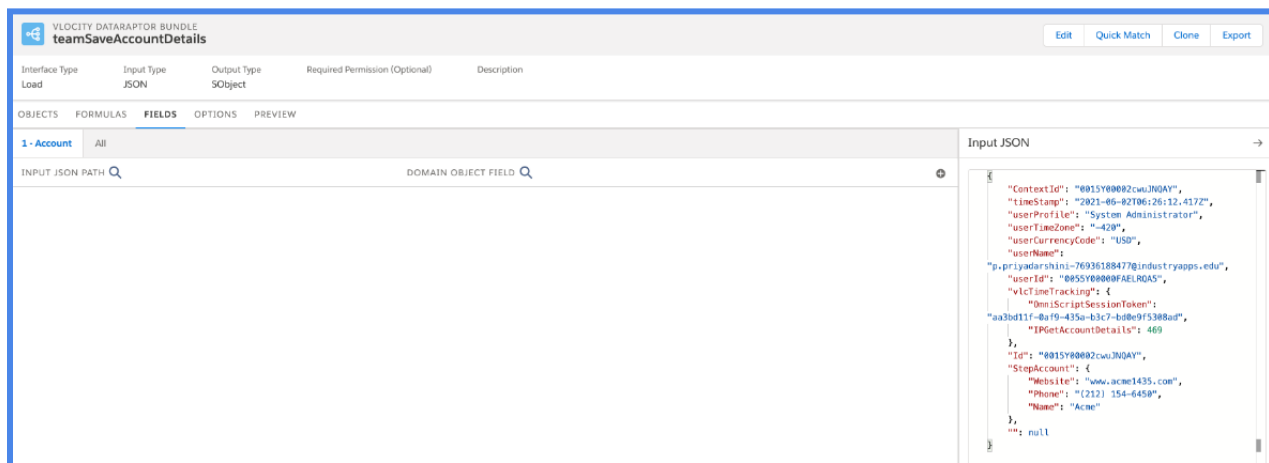 VLOCITY DATARAPTOR BUNDLE
teamSaveAccountDetails
Edit Quick Match Clone Export
Interface Type Input Type Output Type Required Permission (Optional) Description
Load JSON SObject
OBJECTS FORMULAS FIELDS OPTIONS PREVIEW
1 - Account All
INPUT JSON PATH DOMAIN OBJECT FIELD
Input JSON →
{
"ContextId": "0015Y00002cwuJNQAY",
"timeStamp": "2021-06-02T06:26:12.417Z",
"userProfile": "System Administrator",
"userTimeZone": "-420",
"userCurrencyCode": "USD",
"userName":
"p.priyadarshini-76936188477@industryapps.edu",
"userId": "0055Y00000FAELRQA5",
"vlcTimeTracking": {
"OmniScriptSessionToken":
"aa3bd11f-0af9-435a-b3c7-bd0e9f5308ad",
"IPGetAccountDetails": 469
},
"Id": "0015Y00002cwuJNQAY",
"StepAccount": {
"Website": "www.acme1435.com",
"Phone": "(212) 154-6450",
"Name": "Acme"
},
"": null
}